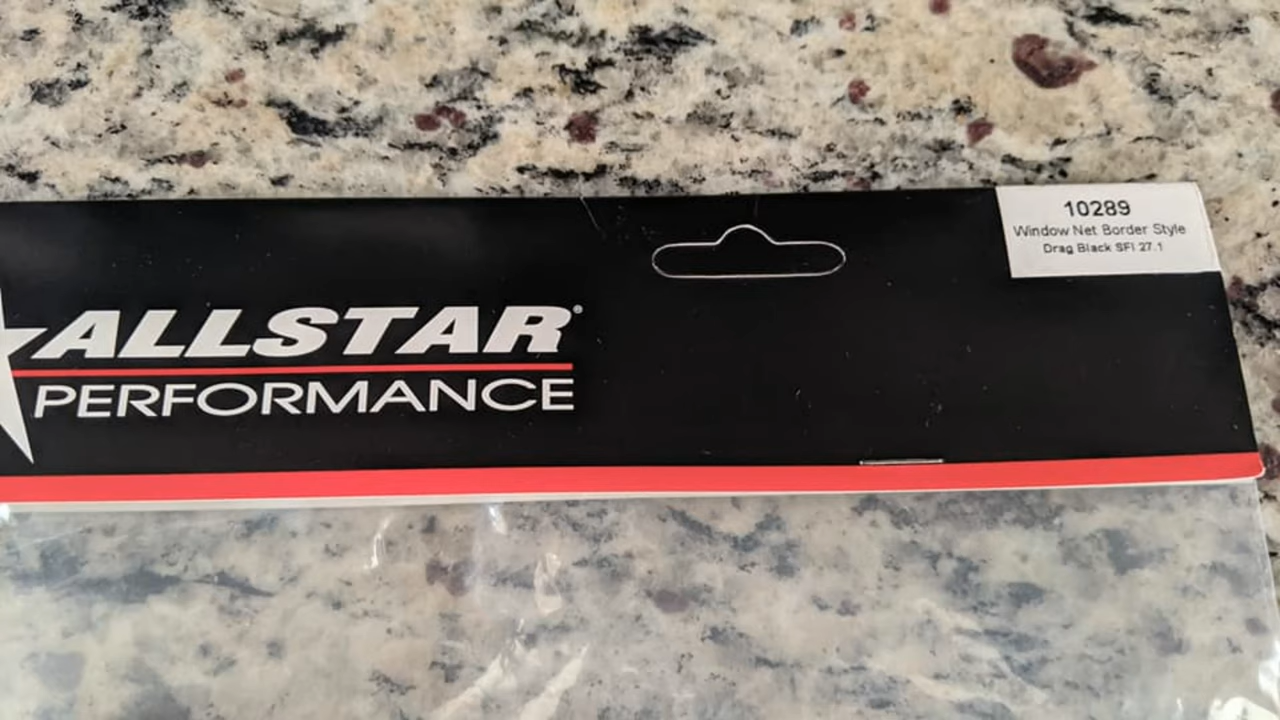 10289
Window Net Border Style
Drag Black SFI 27.1
ALLSTAR®
PERFORMANCE